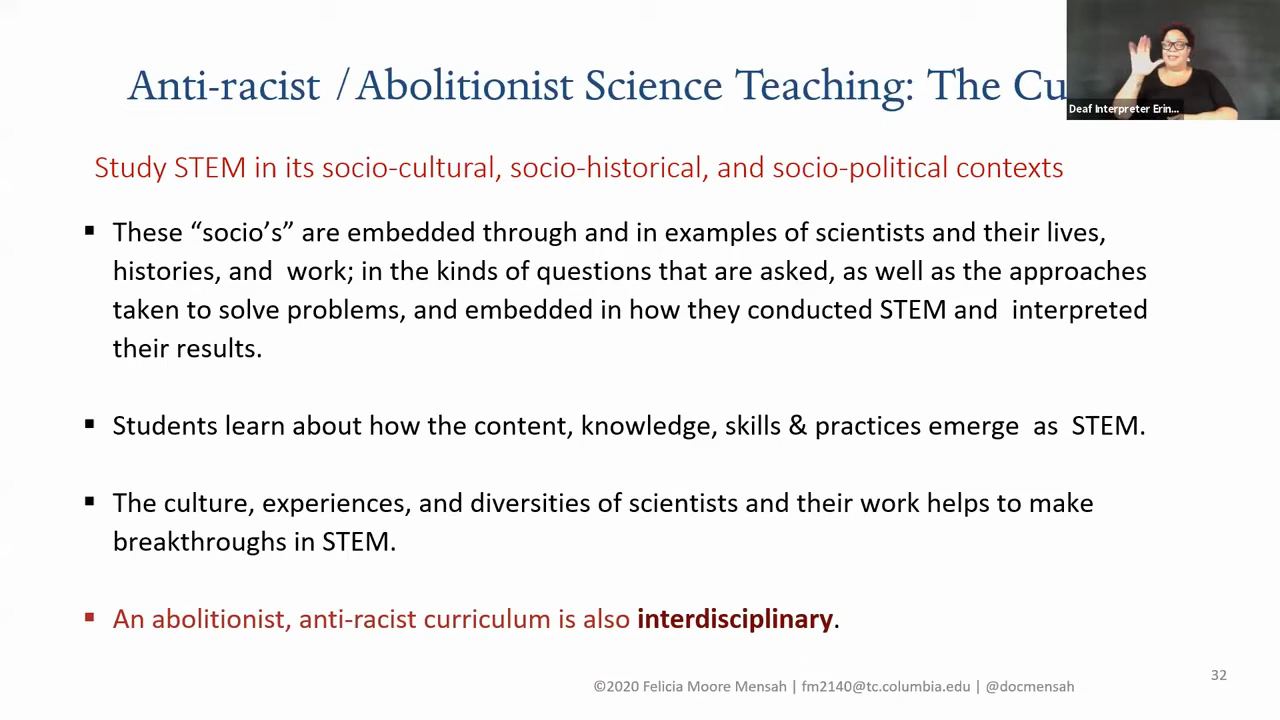 Anti-racist / Abolitionist Science Teaching: The Cu
Deaf Interpreter Erin...
Study STEM in its socio-cultural, socio-historical, and socio-political contexts
▪ These “socio’s” are embedded through and in examples of scientists and their lives,
histories, and work; in the kinds of questions that are asked, as well as the approaches
taken to solve problems, and embedded in how they conducted STEM and interpreted
their results.
▪ Students learn about how the content, knowledge, skills & practices emerge as STEM.
▪ The culture, experiences, and diversities of scientists and their work helps to make
breakthroughs in STEM.
▪ An abolitionist, anti-racist curriculum is also interdisciplinary.
32
©2020 Felicia Moore Mensah | fm2140@tc.columbia.edu | @docmensah